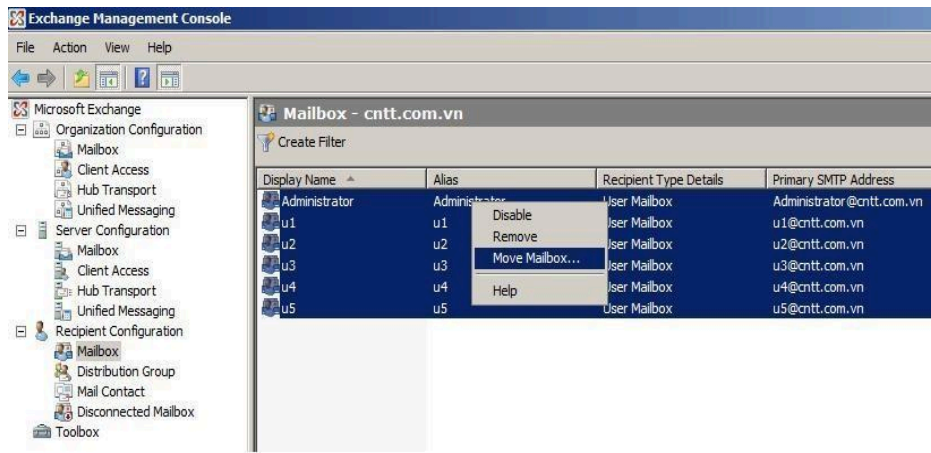 Exchange Management Console
File Action View Help
Microsoft Exchange
Organization Configuration
Mailbox
Client Access
Hub Transport
Unified Messaging
Server Configuration
Mailbox
Client Access
Hub Transport
Unified Messaging
Recipient Configuration
Mailbox
Distribution Group
Mail Contact
Disconnected Mailbox
Toolbox
Mailbox - cntt.com.vn
Create Filter
Display Name Alias Recipient Type Details Primary SMTP Address
Administrator Administrator User Mailbox Administrator@cntt.com.vn
u1 u1 User Mailbox u1@cntt.com.vn
u2 u2 User Mailbox u2@cntt.com.vn
u3 u3 User Mailbox u3@cntt.com.vn
u4 u4 User Mailbox u4@cntt.com.vn
u5 u5 User Mailbox u5@cntt.com.vn
Disable
Remove
Move Mailbox...
Help